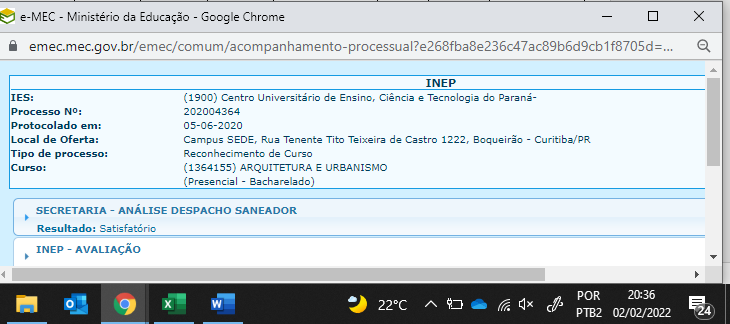 e-MEC - Ministério da Educação - Google Chrome
emec.mec.gov.br/emec/comum/acompanhamento-processual?e268fba8e236c47ac89b6d9cb1f8705d=...
INEP
IES: (1900) Centro Universitário de Ensino, Ciência e Tecnologia do Paraná-
Processo Nº: 202004364
Protocolado em: 05-06-2020
Local de Oferta: Campus SEDE, Rua Tenente Tito Teixeira de Castro 1222, Boqueirão - Curitiba/PR
Tipo de processo: Reconhecimento de Curso
Curso: (1364155) ARQUITETURA E URBANISMO
(Presencial - Bacharelado)
SECRETARIA - ANÁLISE DESPACHO SANEADOR
Resultado: Satisfatório
INEP - AVALIAÇÃO
22°C
POR
PTB2
20:36
02/02/2022
24